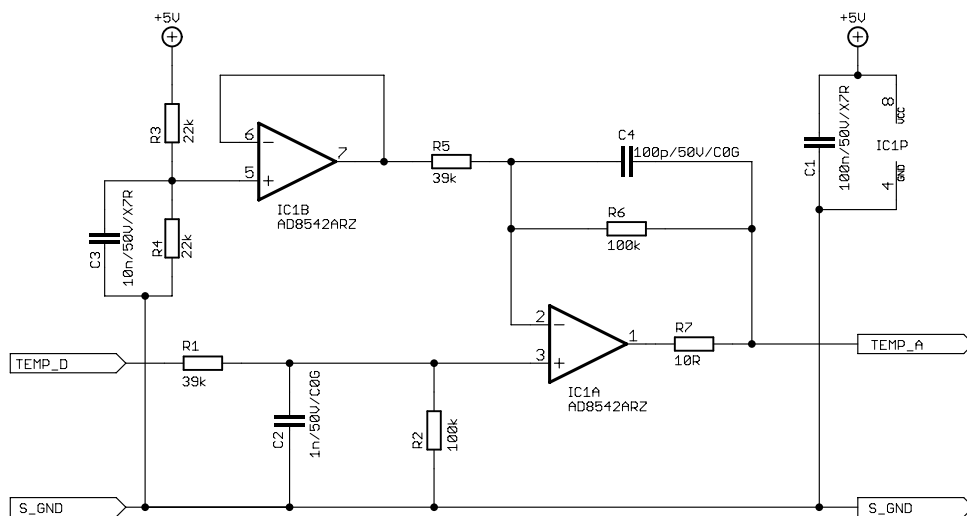 +5V
+5V
R3
22k
6
7
5
IC1B
AD8542ARZ
R5
39k
C4
100p/50V/C0G
C1
100n/50V/X7R
8
VCC
IC1P
4
GND
C3
10n/50V/X7R
R4
22k
R6
100k
2
3
1
IC1A
AD8542ARZ
R7
10R
TEMP_A
TEMP_D
R1
39k
C2
1n/50V/C0G
R2
100k
S_GND
S_GND